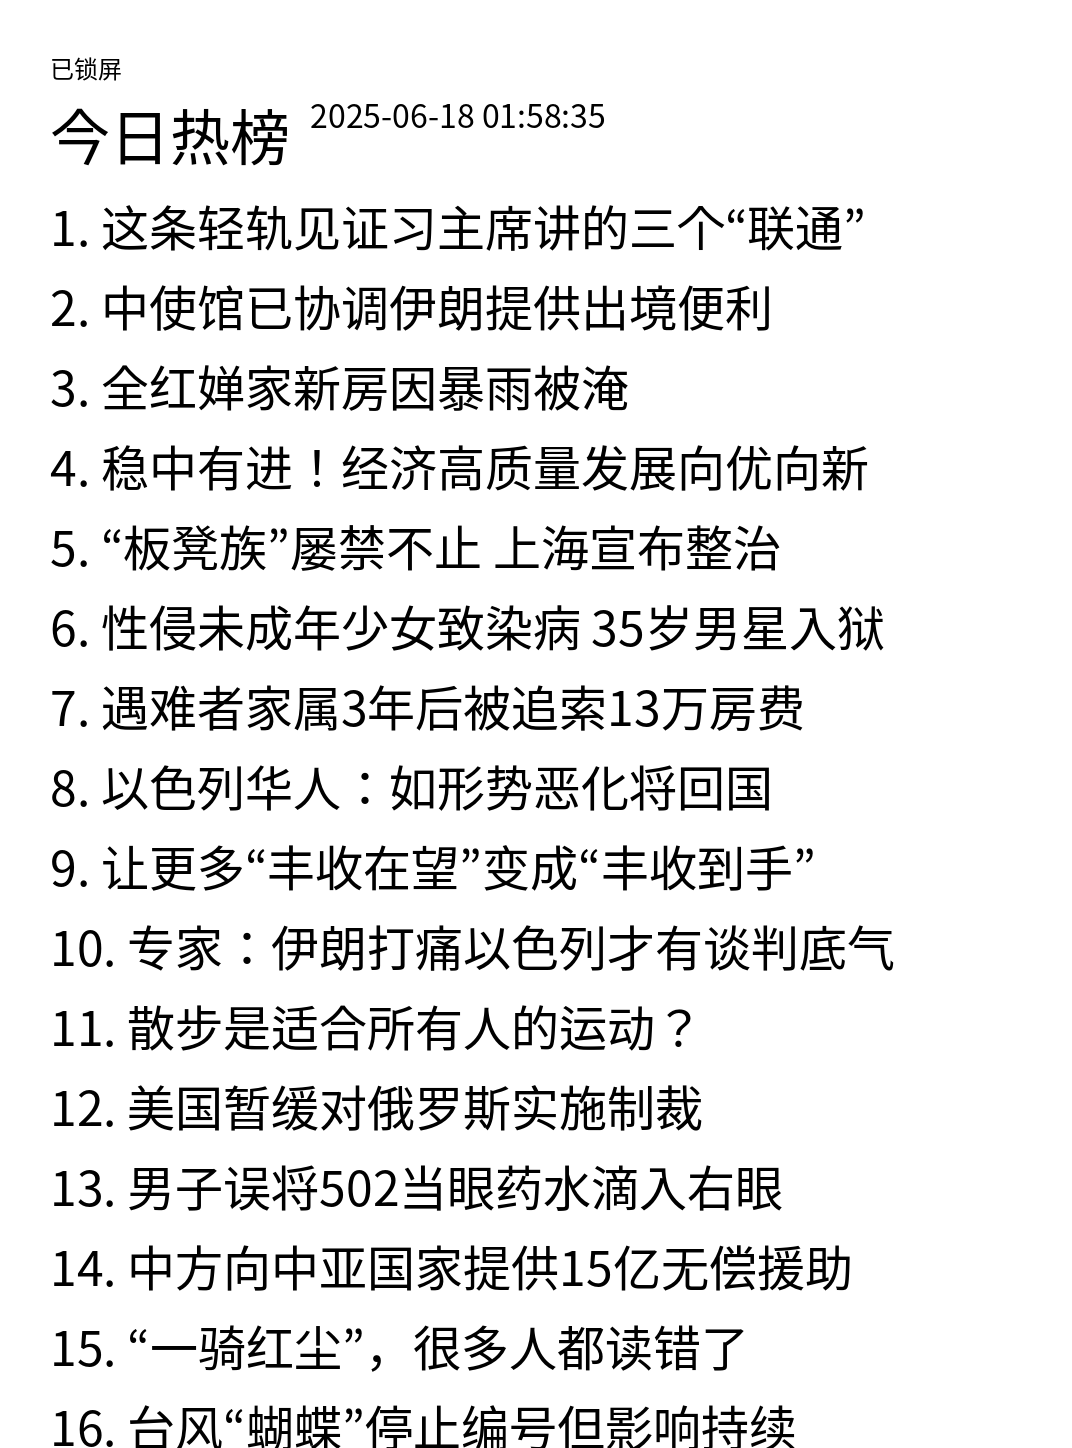 已锁屏
今日热榜 2025-06-18 01:58:35
1. 这条轻轨见证习主席讲的三个“联通”
2. 中使馆已协调伊朗提供出境便利
3. 全红婵家新房因暴雨被淹
4. 稳中有进！经济高质量发展向优向新
5. “板凳族”屡禁不止 上海宣布整治
6. 性侵未成年少女致染病 35岁男星入狱
7. 遇难者家属3年后被追索13万房费
8. 以色列华人：如形势恶化将回国
9. 让更多“丰收在望”变成“丰收到手”
10. 专家：伊朗打痛以色列才有谈判底气
11. 散步是适合所有人的运动？
12. 美国暂缓对俄罗斯实施制裁
13. 男子误将502当眼药水滴入右眼
14. 中方向中亚国家提供15亿无偿援助
15. “一骑红尘”，很多人都读错了
16. 台风“蝴蝶”停止编号但影响持续